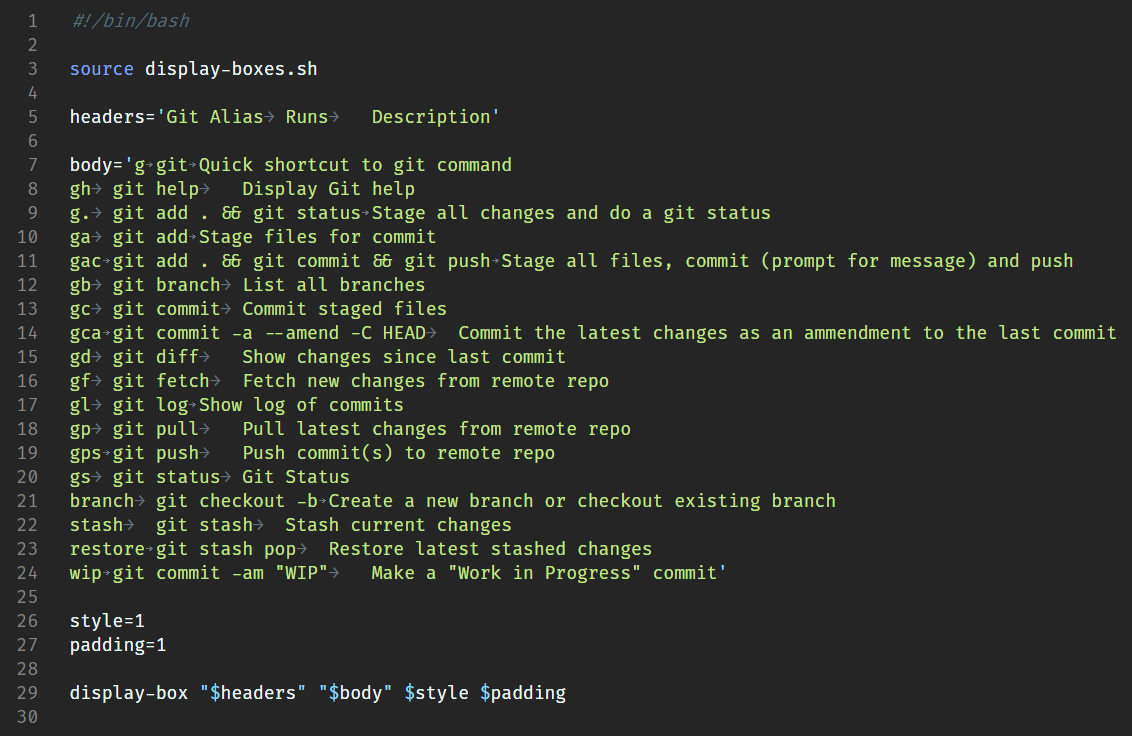 1 #!/bin/bash
2
3 source display-boxes.sh
4
5 headers='Git Alias→ Runs→ Description'
6
7 body='g→git→Quick shortcut to git command
8 gh→ git help→ Display Git help
9 g.→ git add . && git status→Stage all changes and do a git status
10 ga→ git add→Stage files for commit
11 gac→git add . && git commit && git push→Stage all files, commit (prompt for message) and push
12 gb→ git branch→ List all branches
13 gc→ git commit→ Commit staged files
14 gca→git commit -a --amend -C HEAD→ Commit the latest changes as an ammendment to the last commit
15 gd→ git diff→ Show changes since last commit
16 gf→ git fetch→ Fetch new changes from remote repo
17 gl→ git log→Show log of commits
18 gp→ git pull→ Pull latest changes from remote repo
19 gps→git push→ Push commit(s) to remote repo
20 gs→ git status→ Git Status
21 branch→ git checkout -b→Create a new branch or checkout existing branch
22 stash→ git stash→ Stash current changes
23 restore→git stash pop→ Restore latest stashed changes
24 wip→git commit -am "WIP"→ Make a "Work in Progress" commit'
25
26 style=1
27 padding=1
28
29 display-box "$headers" "$body" $style $padding
30